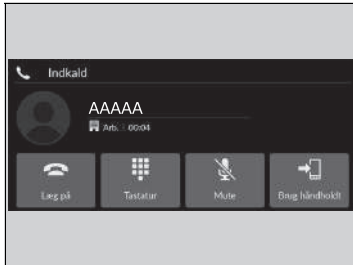 Indkald
AAAAA
Arb. 00:04
Læg på
Tastatur
Mute
Brug håndholdt